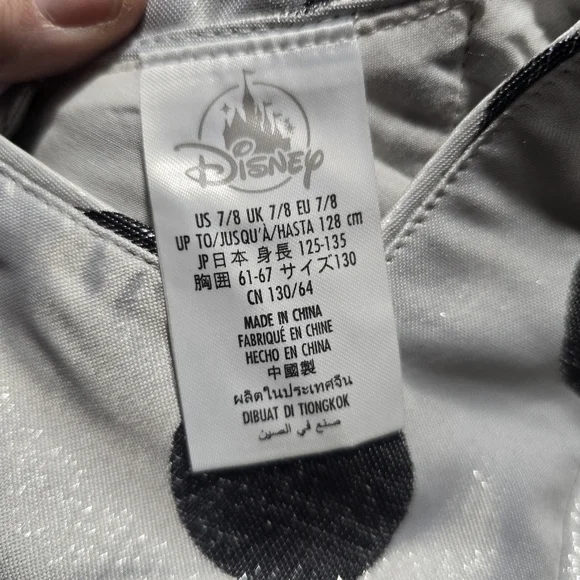 Disney
US 7/8 UK 7/8 EU 7/8
UP TO/JUSQU'À/HASTA 128 cm
JP日本 身長 125-135
胸囲 61-67 サイズ130
CN 130/64
MADE IN CHINA
FABRIQUÉ EN CHINE
HECHO EN CHINA
中國製
ผลิตในประเทศจีน
DIBUAT DI TIONGKOK
صنع في الصين